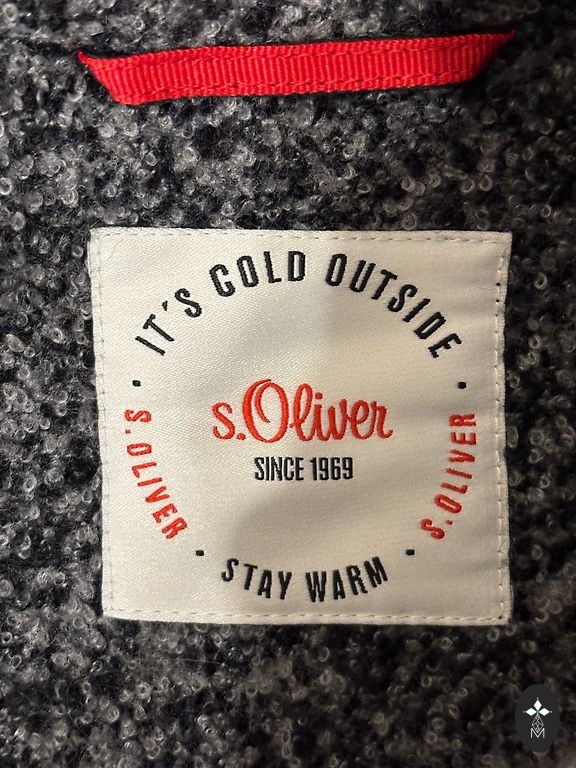 IT´S COLD OUTSIDE
s.Oliver
SINCE 1969
S.OLIVER
S.OLIVER
STAY WARM
M